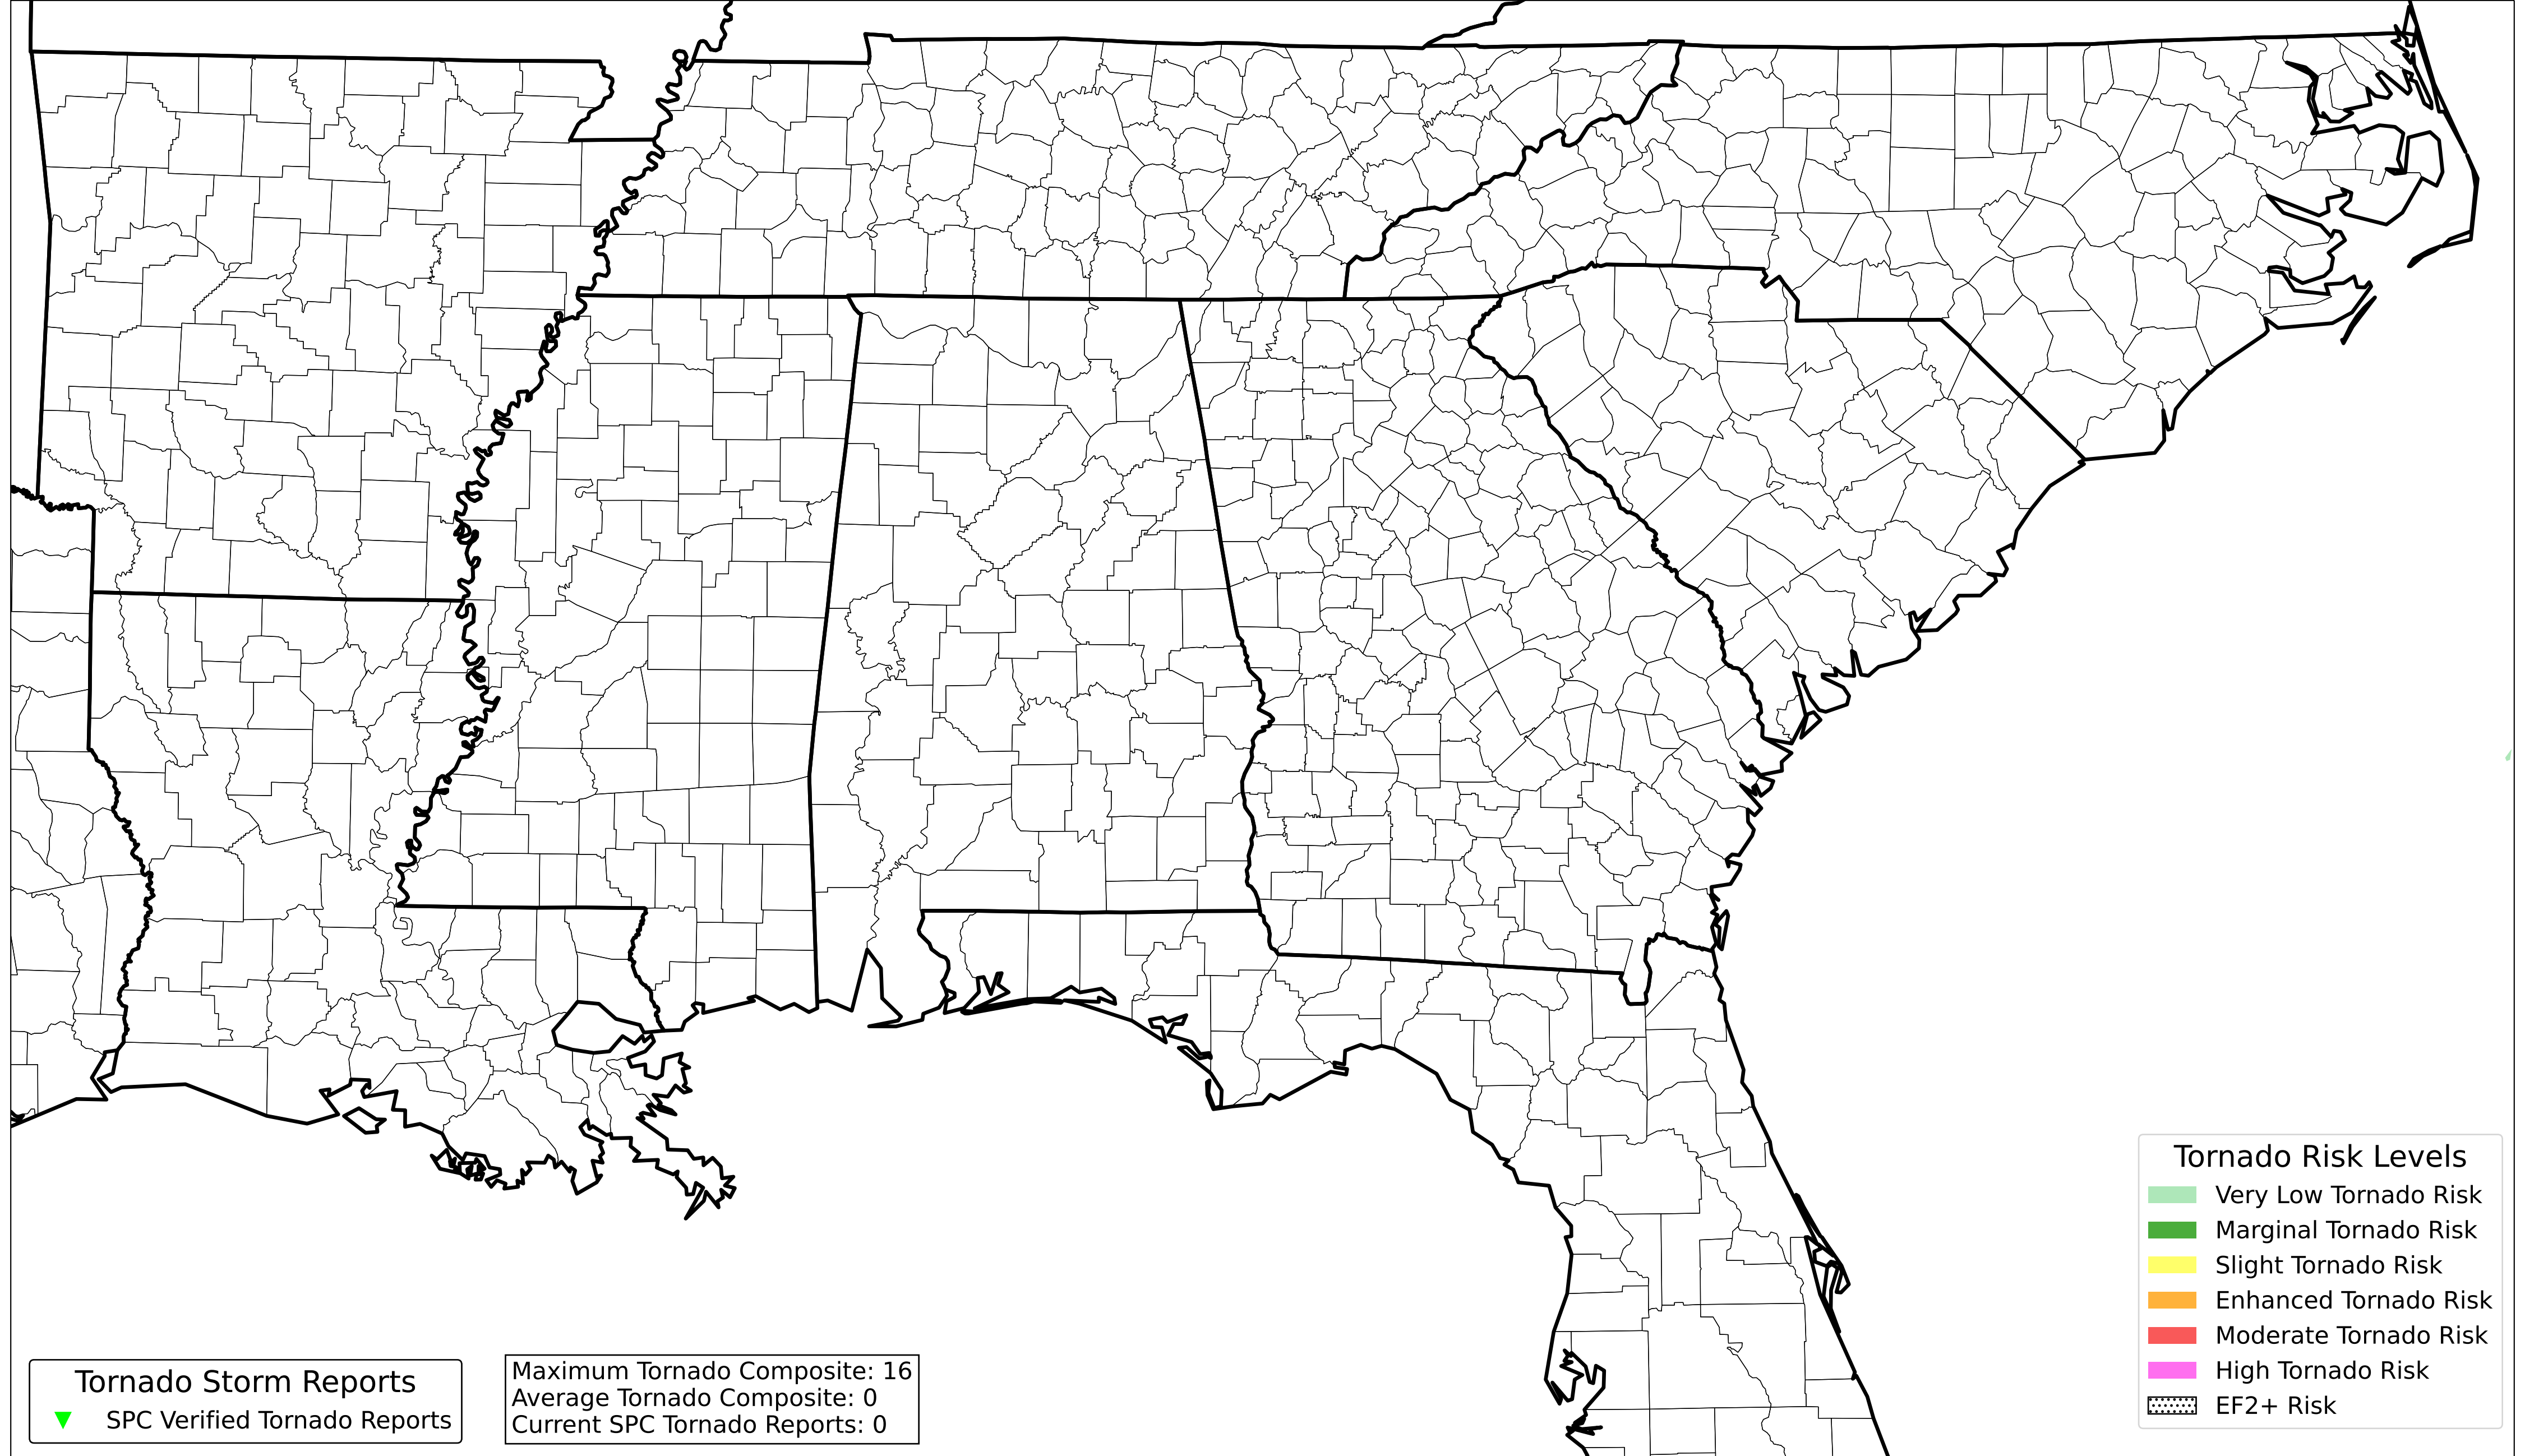 Tornado Risk Levels
Very Low Tornado Risk
Marginal Tornado Risk
Slight Tornado Risk
Enhanced Tornado Risk
Moderate Tornado Risk
High Tornado Risk
EF2+ Risk
Tornado Storm Reports
SPC Verified Tornado Reports
Maximum Tornado Composite: 16
Average Tornado Composite: 0
Current SPC Tornado Reports: 0